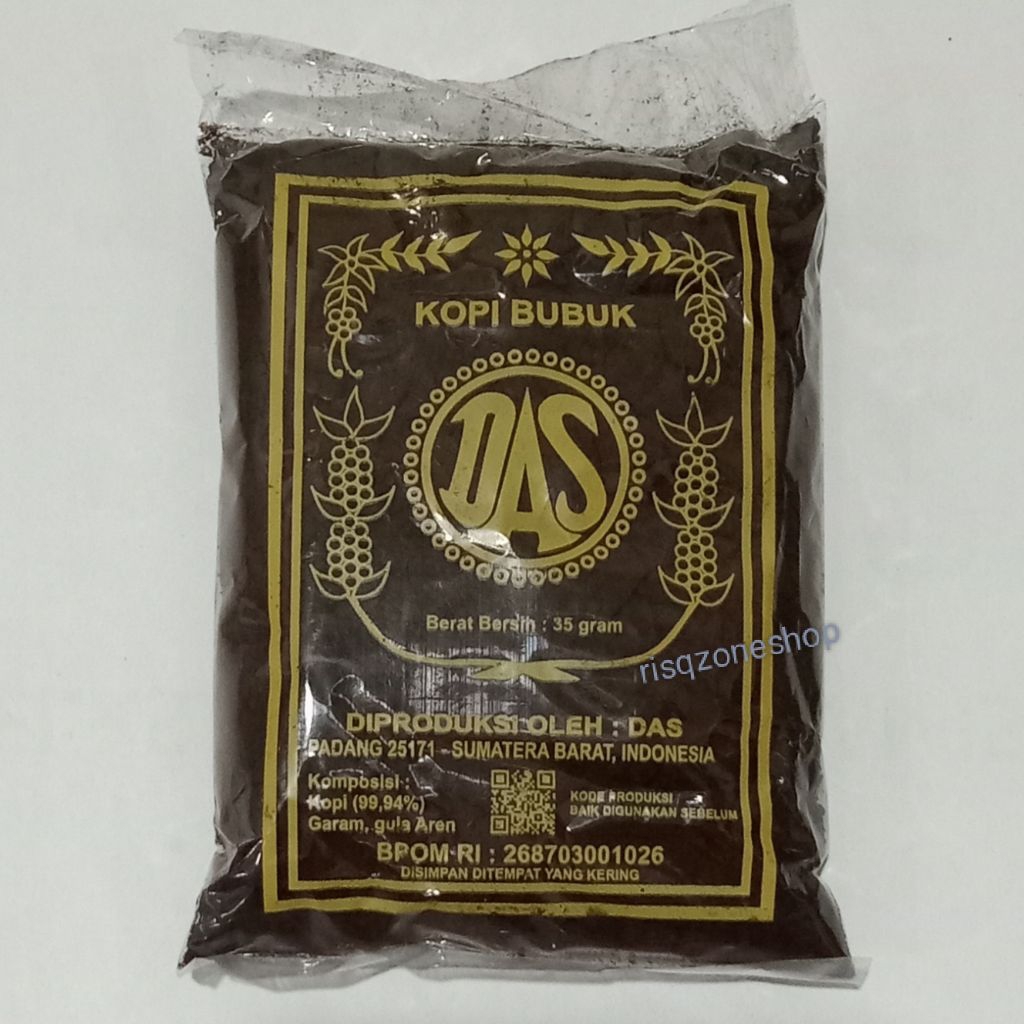 KOPI BUBUK
DAS
Berat Bersih : 35 gram
risqzoneshop
DIPRODUKSI OLEH : DAS
PADANG 25171 - SUMATERA BARAT, INDONESIA
Komposisi :
Kopi (99,94%)
Garam, gula Aren
KODE PRODUKSI
BAIK DIGUNAKAN SEBELUM
BPOM RI : 268703001026
DISIMPAN DITEMPAT YANG KERING